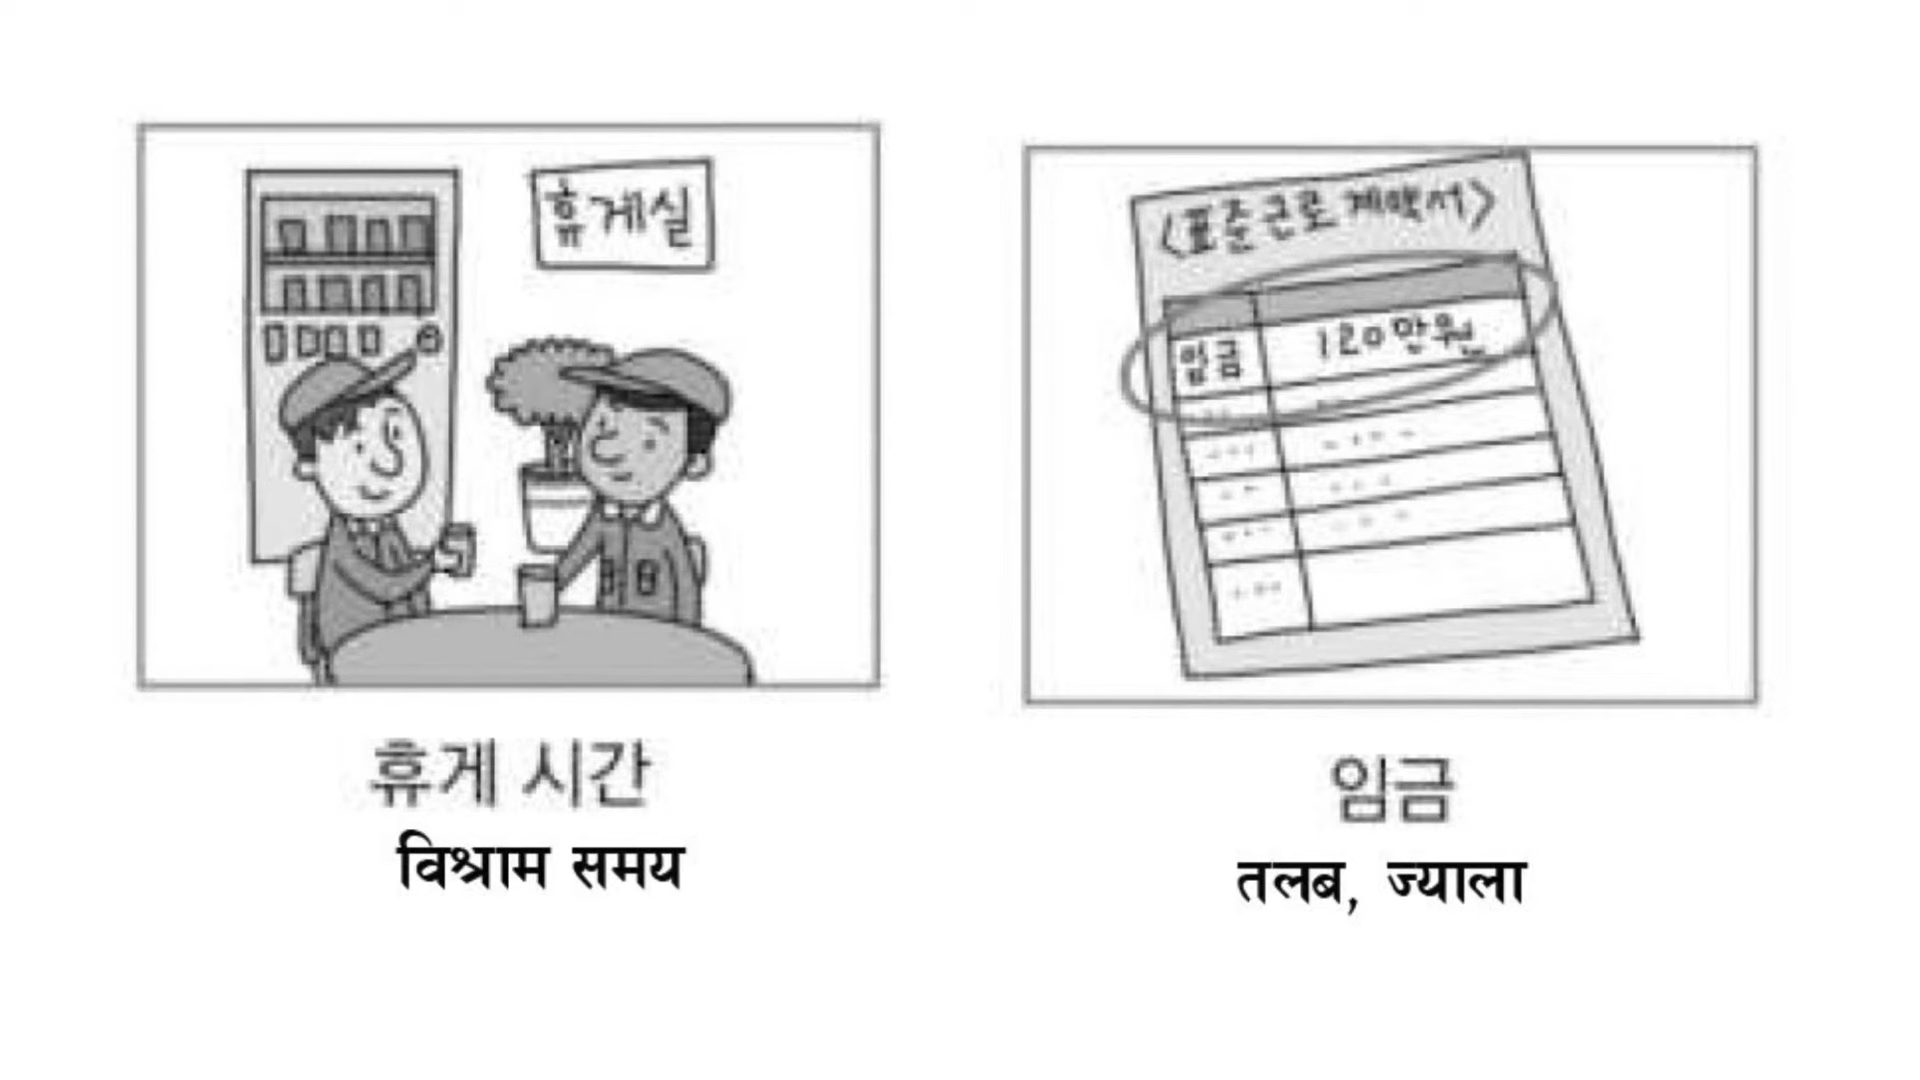 휴게실
휴게 시간
विश्राम समय
<표준근로계약서>
임금 120만원
임금
तलब, ज्याला